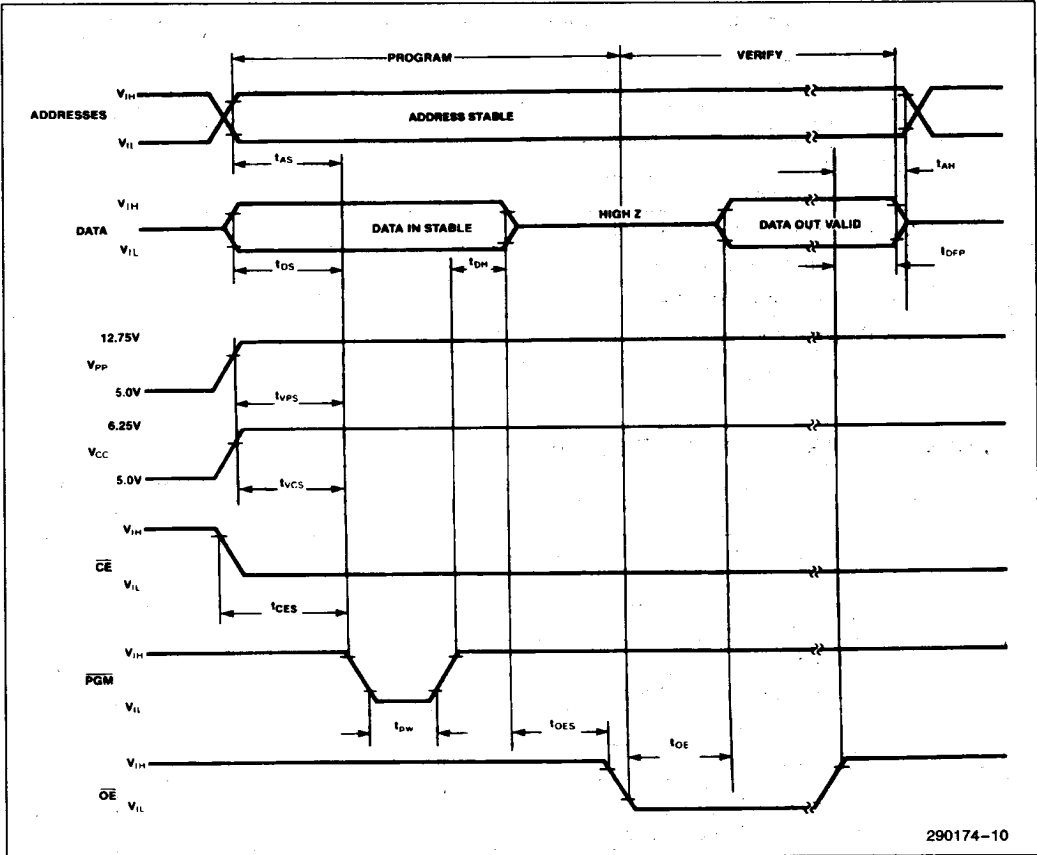 PROGRAM
VERIFY
ADDRESSES
VIH
VIL
ADDRESS STABLE
tAS
tAH
DATA
VIH
VIL
DATA IN STABLE
HIGH Z
DATA OUT VALID
tDS
tDH
tDFP
12.75V
VPP
5.0V
tVPS
6.25V
VCC
5.0V
tVCS
VIH
CE
VIL
tCES
VIH
PGM
VIL
tPW
tOES
tOE
VIH
OE
VIL
290174-10